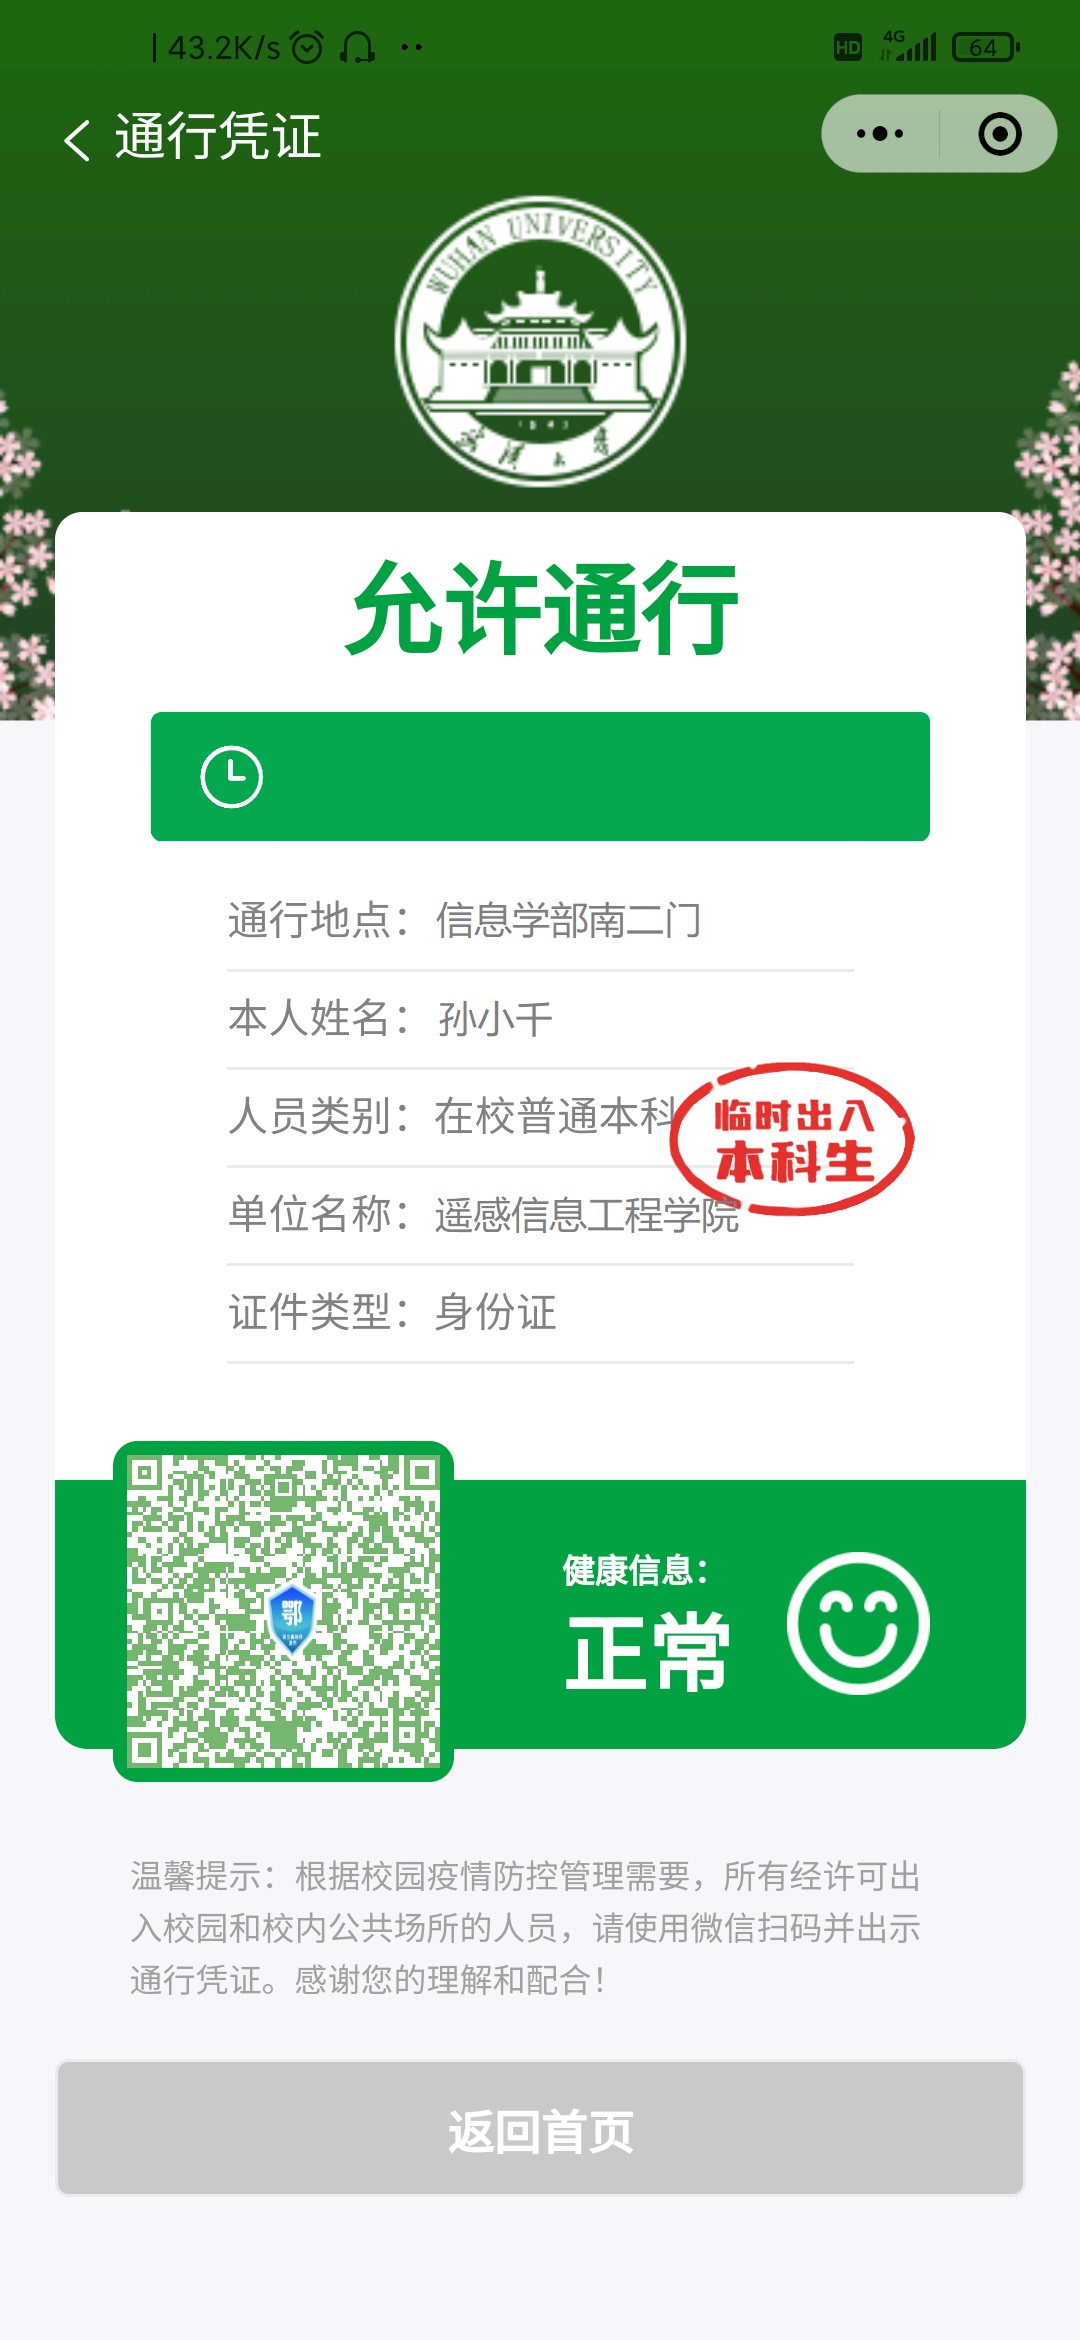 43.2K/s
HD
4G
64
通行凭证
WUHAN UNIVERSITY
1893
武汉大学
允许通行
通行地点：信息学部南二门
本人姓名：孙小千
人员类别：在校普通本科
临时出入
本科生
单位名称：遥感信息工程学院
证件类型：身份证
鄂
健康信息：
正常
温馨提示：根据校园疫情防控管理需要，所有经许可出
入校园和校内公共场所的人员，请使用微信扫码并出示
通行凭证。感谢您的理解和配合！
返回首页